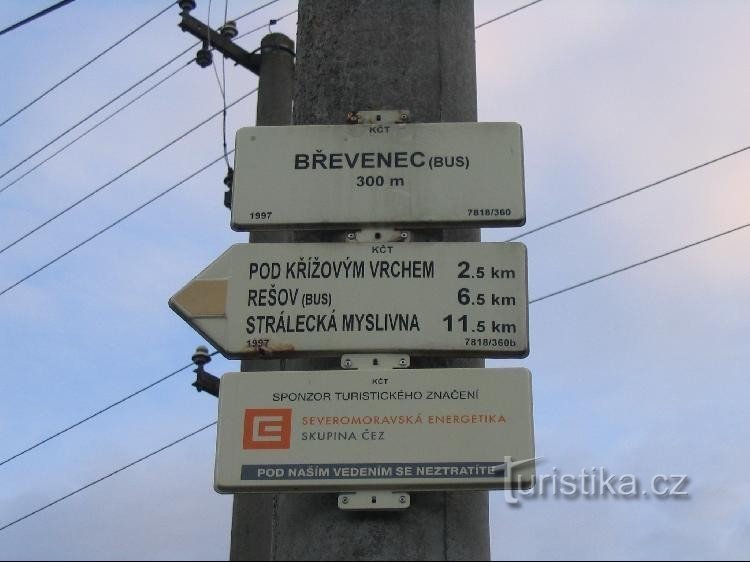 KČT
BŘEVENEC (BUS)
300 m
1997 7818/360
KČT
POD KŘÍŽOVÝM VRCHEM 2.5 KM
REŠOV (BUS) 6.5 KM
STRÁLECKÁ MYSLIVNA 11.5 KM
1997 7818/360b
KČT
SPONZOR TURISTICKÉHO ZNAČENÍ
SEVEROMORAVSKÁ ENERGETIKA
SKUPINA ČEZ
POD NAŠÍM VEDENÍM SE NEZTRATÍTE
turistika.cz